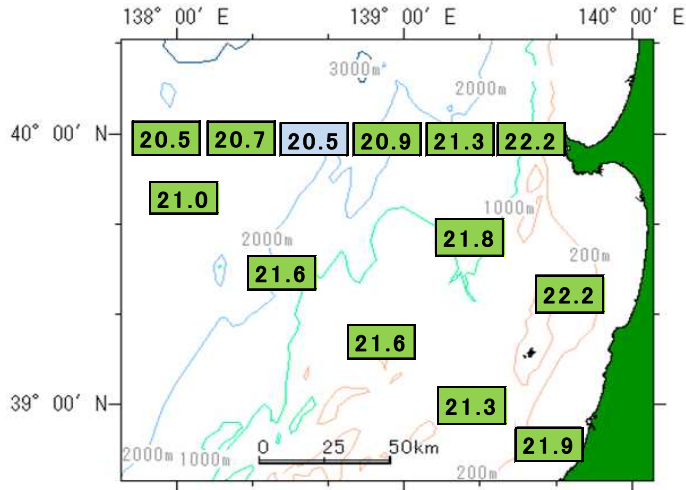 138° 00′ E 139° 00′ E 140° 00′ E
3000m
2000m
40° 00′ N 20.5 20.7 20.5 20.9 21.3 22.2
21.0
1000m
2000m 21.8 200m
21.6
22.2
21.6
39° 00′ N 21.3
0 25 50km 21.9
2000m 1000m 200m